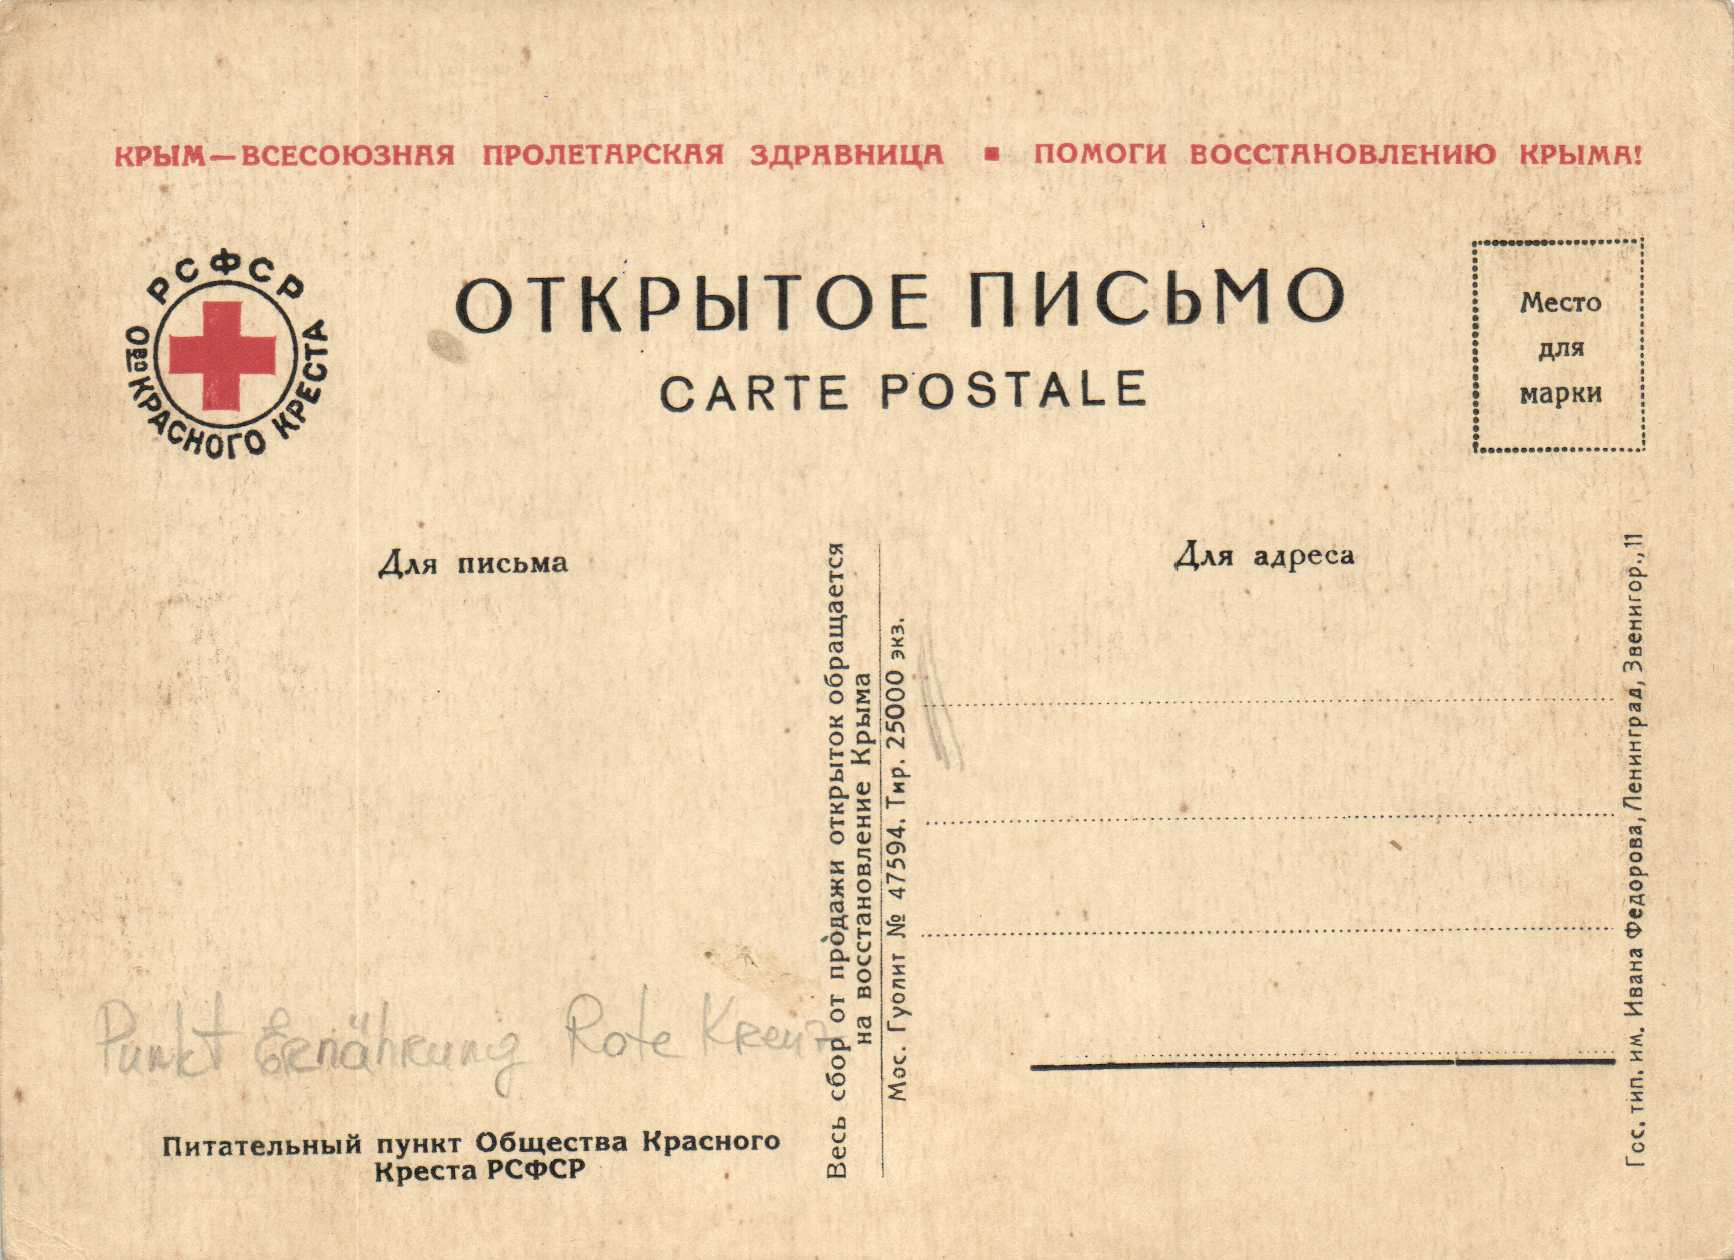 КРЫМ—ВСЕСОЮЗНАЯ ПРОЛЕТАРСКАЯ ЗДРАВНИЦА ▪ ПОМОГИ ВОССТАНОВЛЕНИЮ КРЫМА!
РСФСР
О-ВО КРАСНОГО КРЕСТА
ОТКРЫТОЕ ПИСЬМО
CARTE POSTALE
Место
для
марки
Для письма
Для адреса
Весь сбор от продажи открыток обращается
на восстановление Крыма
Мос. Гуолит № 47594. Тир. 25000 экз.
Гос. тип. им. Ивана Федорова, Ленинград, Звенигор., 11
Punkt Ernährung Rote Kreuz
Питательный пункт Общества Красного
Креста РСФСР